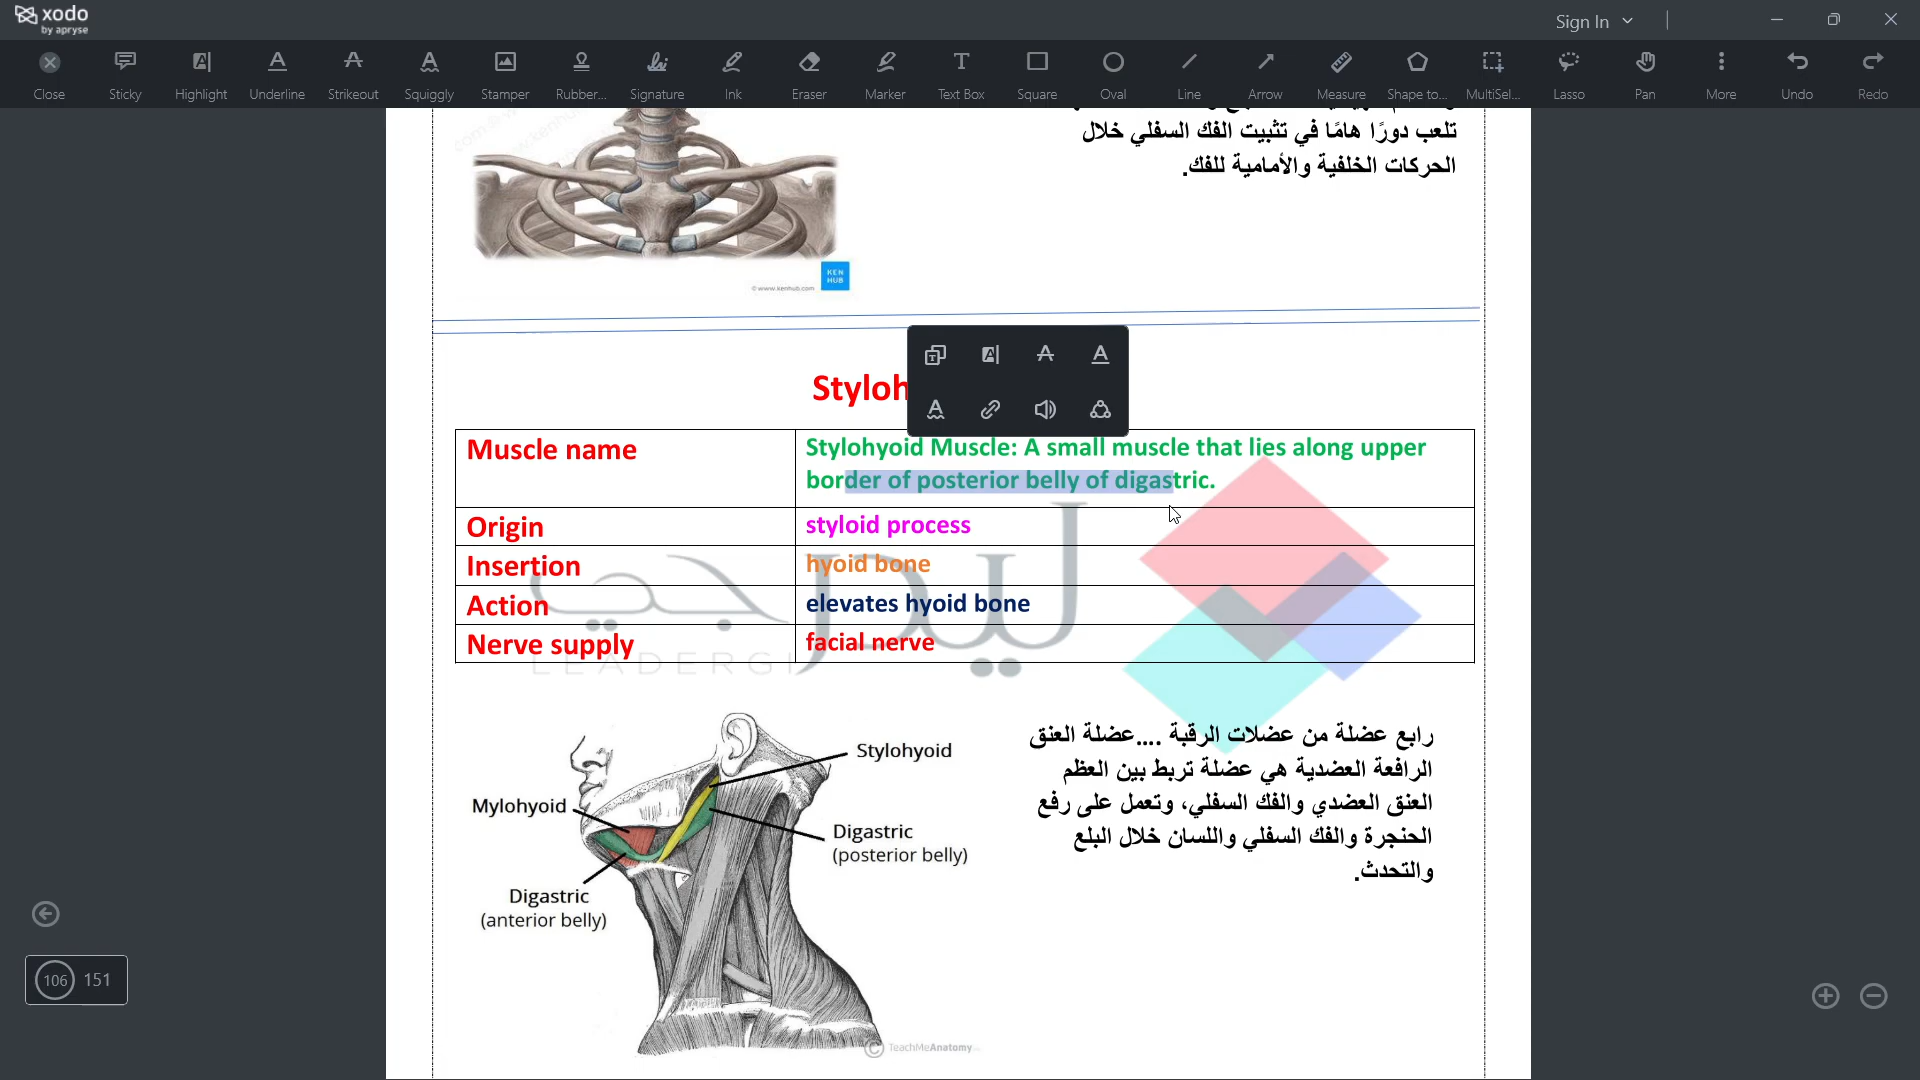 xodo
by apryse
Sign In
Close
Sticky
Highlight
Underline
Strikeout
Squiggly
Stamper
Rubber...
Signature
Ink
Eraser
Marker
Text Box
Square
Oval
Line
Arrow
Measure
Shape to...
MultiSel...
Lasso
Pan
More
Undo
Redo
تلعب دورًا هامًا في تثبيت الفك السفلي خلال
الحركات الخلفية والأمامية للفك.
KEN
HUB
© www.kenhub.com
Styloh
Muscle name
Stylohyoid Muscle: A small muscle that lies along upper
border of posterior belly of digastric.
Origin
styloid process
Insertion
hyoid bone
Action
elevates hyoid bone
Nerve supply
facial nerve
ليدرجي
LEADERGI
Stylohyoid
Mylohyoid
Digastric
(posterior belly)
Digastric
(anterior belly)
© TeachMeAnatomy
رابع عضلة من عضلات الرقبة ....عضلة العنق
الرافعة العضدية هي عضلة تربط بين العظم
العنق العضدي والفك السفلي، وتعمل على رفع
الحنجرة والفك السفلي واللسان خلال البلع
والتحدث.
106
151